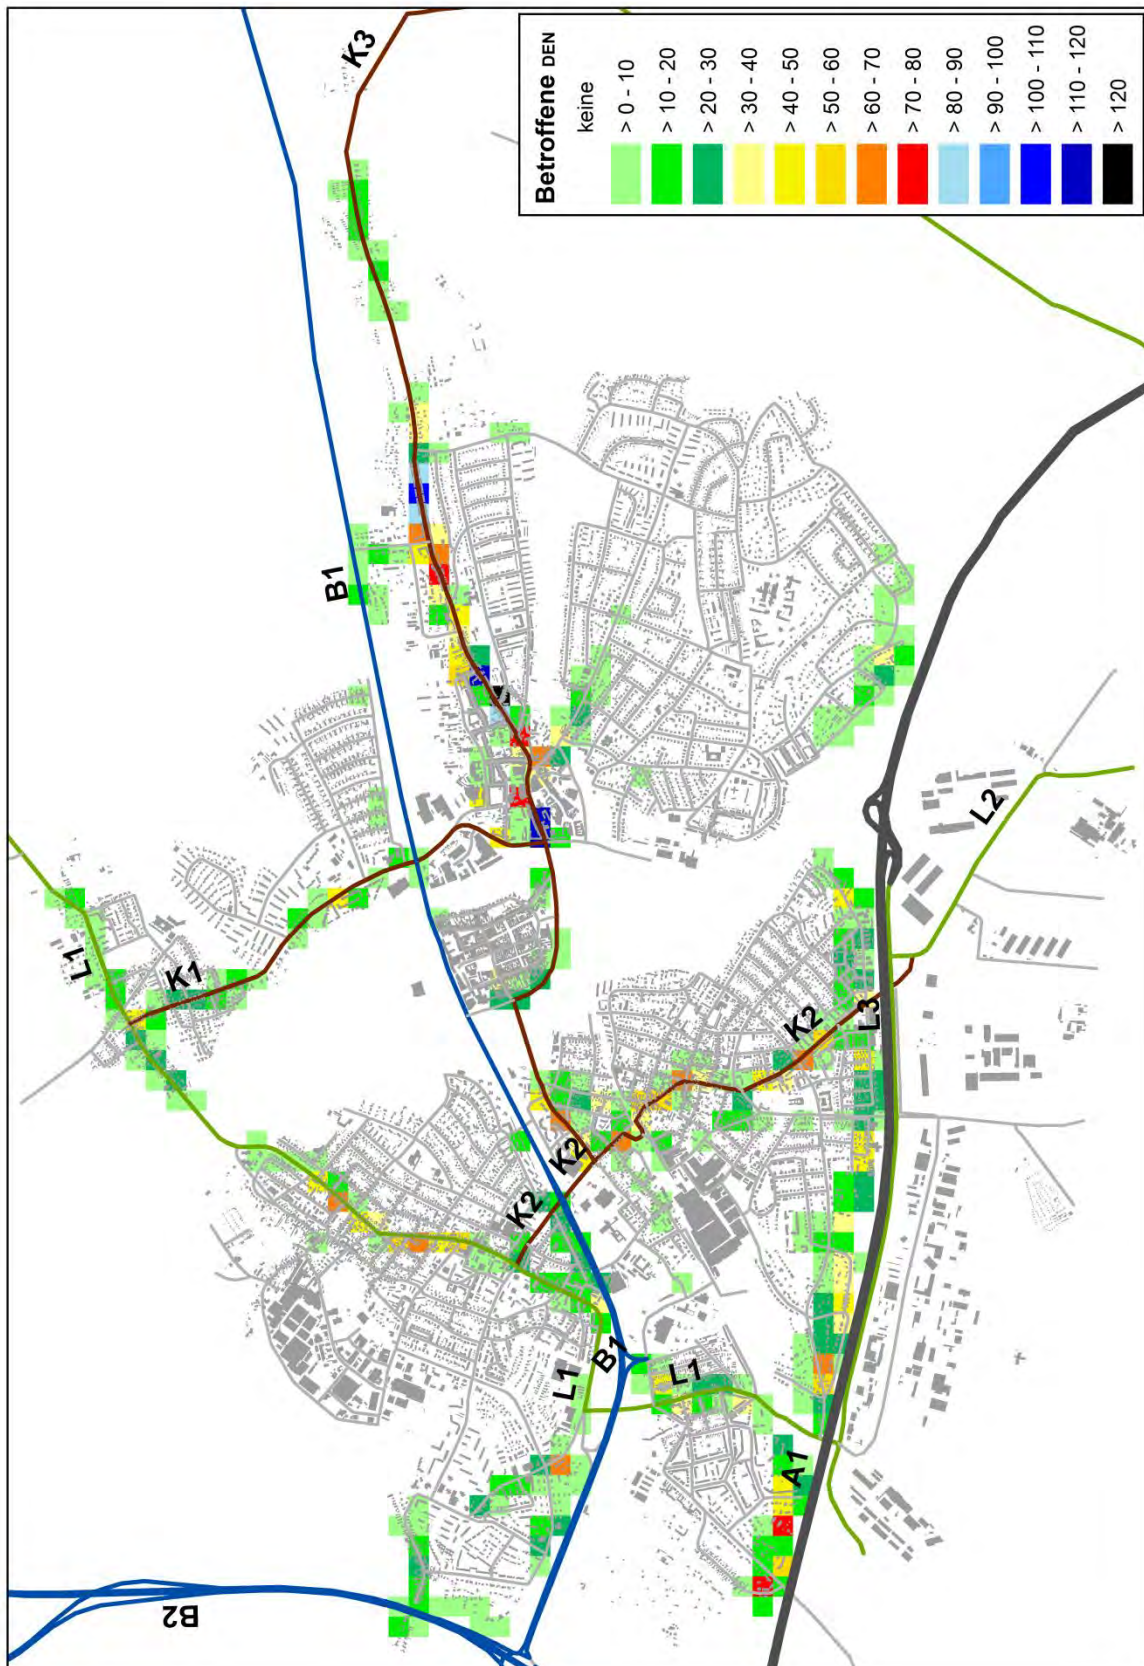 Betroffene DEN
keine
> 0 - 10
> 10 - 20
> 20 - 30
> 30 - 40
> 40 - 50
> 50 - 60
> 60 - 70
> 70 - 80
> 80 - 90
> 90 - 100
> 100 - 110
> 110 - 120
> 120
K3
B1
L1
K1
L2
K2
L3
K2
K2
L1
B1
L1
A1
B2